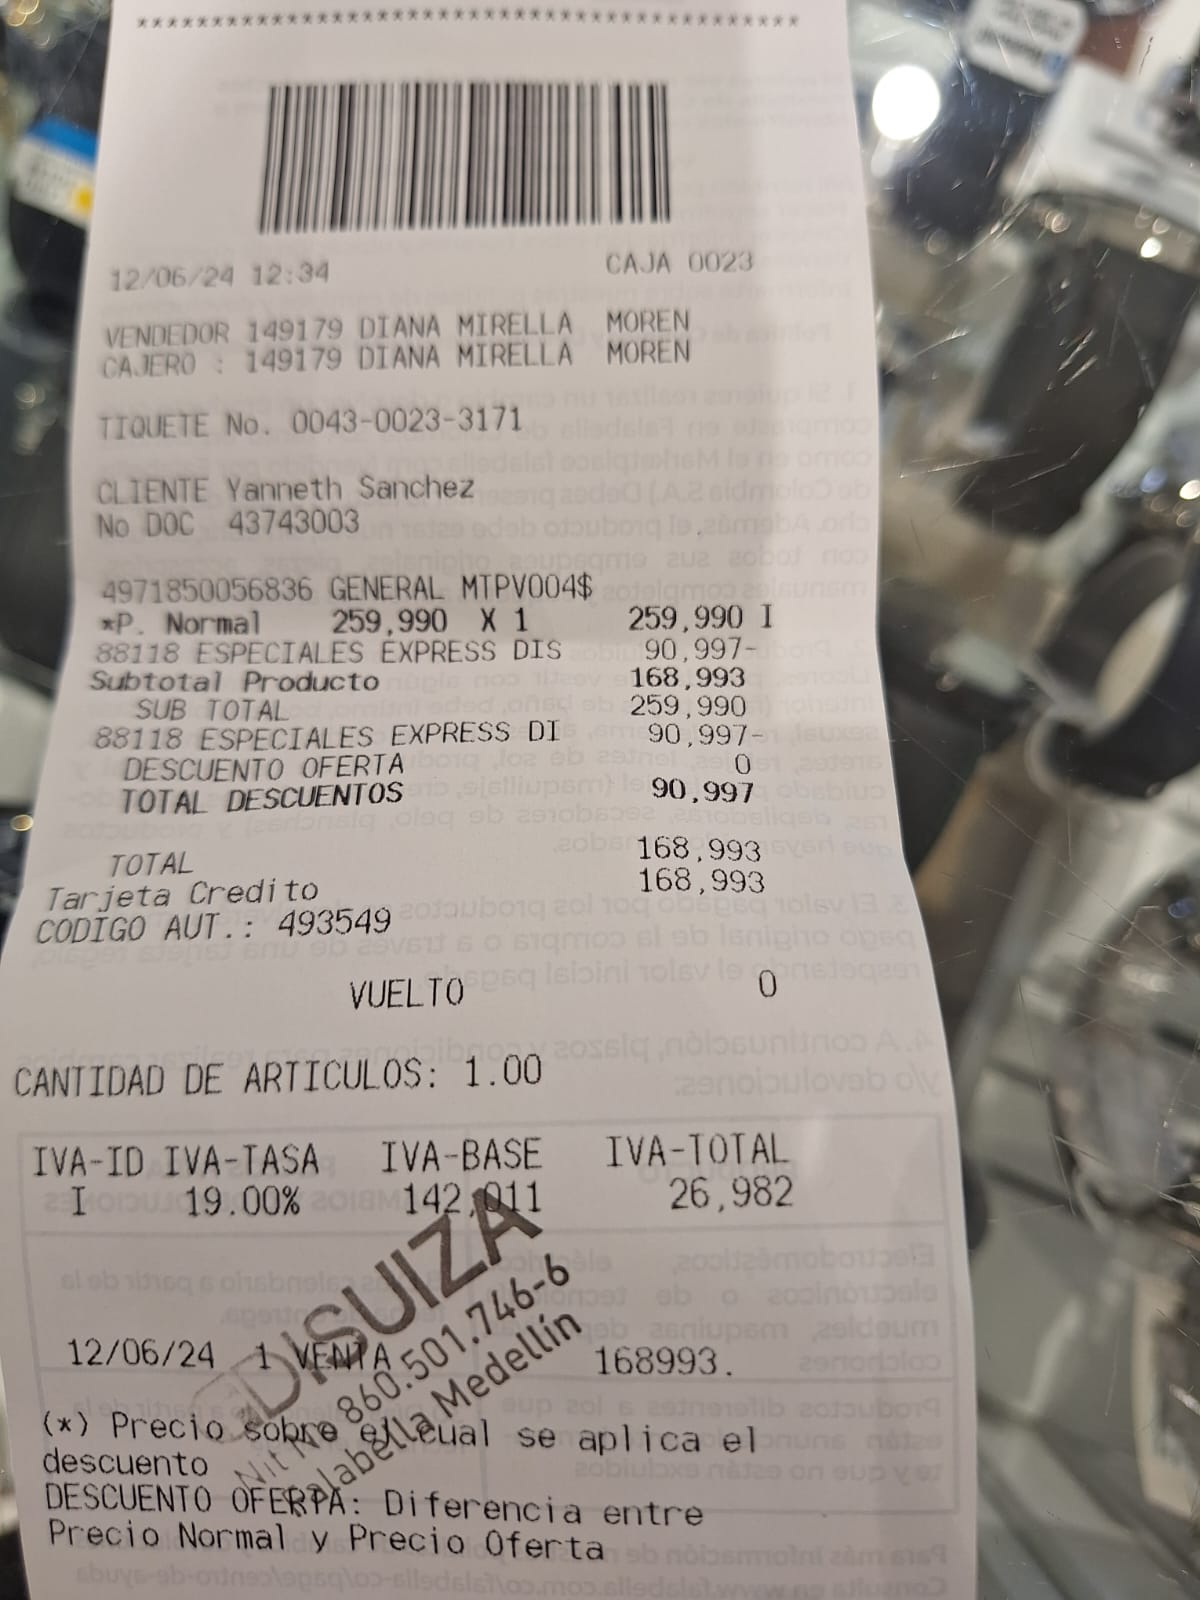 ****************************************
12/06/24 12:34 CAJA 0023
VENDEDOR 149179 DIANA MIRELLA MOREN
CAJERO : 149179 DIANA MIRELLA MOREN
TIQUETE No. 0043-0023-3171
CLIENTE Yanneth Sanchez
No DOC 43743003
4971850056836 GENERAL MTPV004$
*P. Normal 259,990 X 1 259,990 I
88118 ESPECIALES EXPRESS DIS 90,997-
Subtotal Producto 168,993
SUB TOTAL 259,990
88118 ESPECIALES EXPRESS DI 90,997-
DESCUENTO OFERTA 0
TOTAL DESCUENTOS 90,997
TOTAL 168,993
Tarjeta Credito 168,993
CODIGO AUT.: 493549
VUELTO 0
CANTIDAD DE ARTICULOS: 1.00
IVA-ID IVA-TASA IVA-BASE IVA-TOTAL
I 19.00% 142,011 26,982
DISUIZA
Nit 860.501.746-6
Falabella Medellín
12/06/24 1 VENTA 168993.
(*) Precio sobre el cual se aplica el
descuento
DESCUENTO OFERTA: Diferencia entre
Precio Normal y Precio Oferta